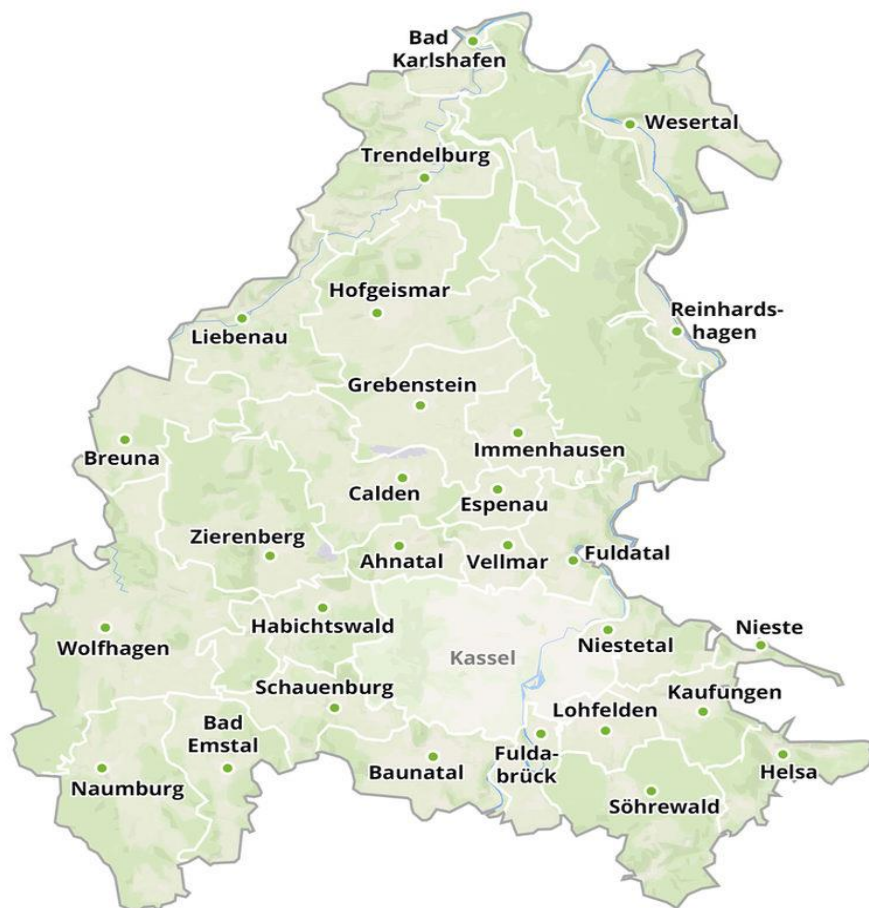 Bad
Karlshafen
Wesertal
Trendelburg
Hofgeismar
Reinhards-
hagen
Liebenau
Grebenstein
Immenhausen
Breuna
Calden
Espenau
Zierenberg
Ahnatal
Vellmar
Fuldatal
Habichtswald
Wolfhagen
Niestetal
Nieste
Kassel
Schauenburg
Kaufungen
Lohfelden
Bad
Emstal
Fulda-
brück
Baunatal
Helsa
Naumburg
Söhrewald